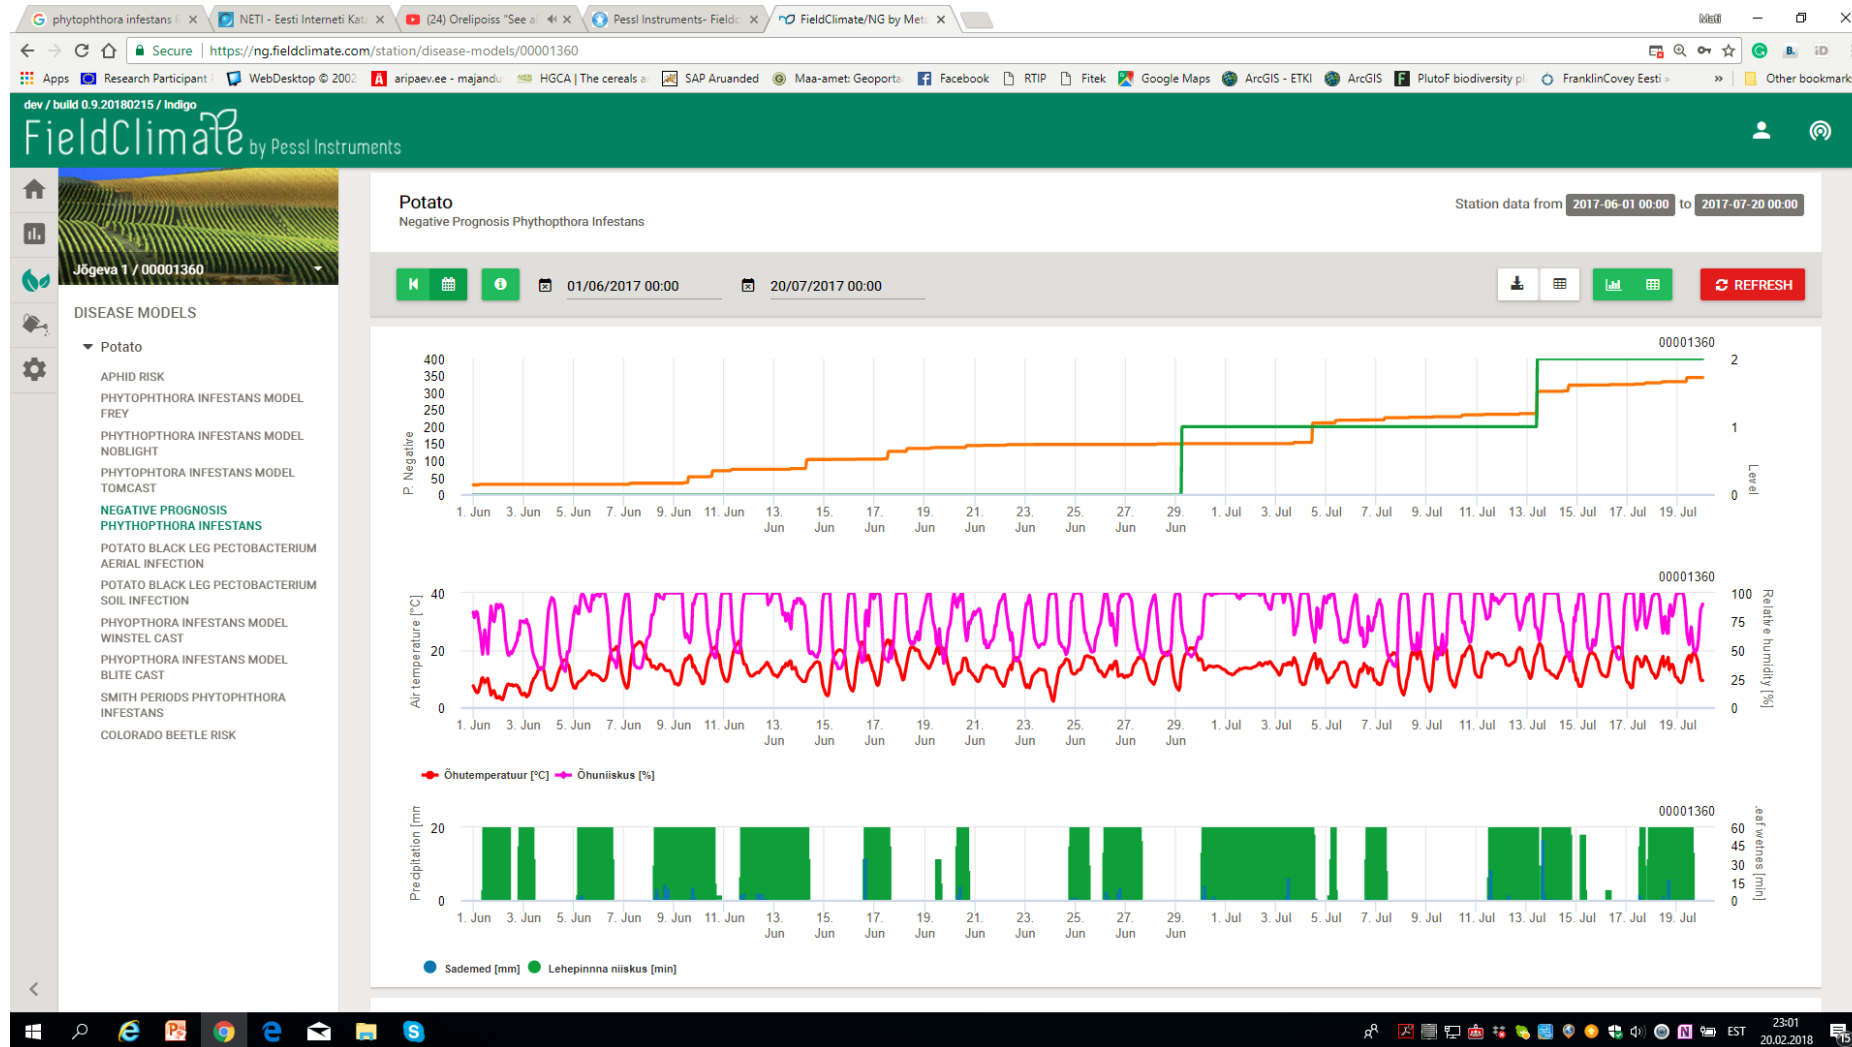 phytophthora infestans l
NETI - Eesti Interneti Kata
(24) Orelipoiss "See al
Pessl Instruments- Fieldc
FieldClimate/NG by Metc
Mati
Secure | https://ng.fieldclimate.com/station/disease-models/00001360
Apps Research Participant WebDesktop © 2002 aripaev.ee - majandu HGCA | The cereals a SAP Aruanded Maa-amet: Geoporta Facebook RTIP Fitek Google Maps ArcGIS - ETKI ArcGIS PlutoF biodiversity pl FranklinCovey Eesti » Other bookmark
dev / build 0.9.20180215 / Indigo
FieldClimate by Pessl Instruments
Jõgeva 1 / 00001360
DISEASE MODELS
Potato
APHID RISK
PHYTOPHTHORA INFESTANS MODEL
FREY
PHYTHOPTHORA INFESTANS MODEL
NOBLIGHT
PHYTOPHTORA INFESTANS MODEL
TOMCAST
NEGATIVE PROGNOSIS
PHYTHOPTHORA INFESTANS
POTATO BLACK LEG PECTOBACTERIUM
AERIAL INFECTION
POTATO BLACK LEG PECTOBACTERIUM
SOIL INFECTION
PHYOPTHORA INFESTANS MODEL
WINSTEL CAST
PHYOPTHORA INFESTANS MODEL
BLITE CAST
SMITH PERIODS PHYTOPHTHORA
INFESTANS
COLORADO BEETLE RISK
Potato
Negative Prognosis Phythopthora Infestans
Station data from 2017-06-01 00:00 to 2017-07-20 00:00
01/06/2017 00:00
20/07/2017 00:00
REFRESH
00001360
P. Negative
400
350
300
250
200
150
100
50
0
2
1
0
Level
1. Jun 3. Jun 5. Jun 7. Jun 9. Jun 11. Jun 13. Jun 15. Jun 17. Jun 19. Jun 21. Jun 23. Jun 25. Jun 27. Jun 29. Jun 1. Jul 3. Jul 5. Jul 7. Jul 9. Jul 11. Jul 13. Jul 15. Jul 17. Jul 19. Jul
00001360
Air temperature [°C]
40
20
0
100
75
50
25
0
Relative humidity [%]
1. Jun 3. Jun 5. Jun 7. Jun 9. Jun 11. Jun 13. Jun 15. Jun 17. Jun 19. Jun 21. Jun 23. Jun 25. Jun 27. Jun 29. Jun 1. Jul 3. Jul 5. Jul 7. Jul 9. Jul 11. Jul 13. Jul 15. Jul 17. Jul 19. Jul
Õhutemperatuur [°C] Õhuniiskus [%]
00001360
Precipitation [mm
20
0
60
45
30
15
0
eaf wetnes [min]
1. Jun 3. Jun 5. Jun 7. Jun 9. Jun 11. Jun 13. Jun 15. Jun 17. Jun 19. Jun 21. Jun 23. Jun 25. Jun 27. Jun 29. Jun 1. Jul 3. Jul 5. Jul 7. Jul 9. Jul 11. Jul 13. Jul 15. Jul 17. Jul 19. Jul
Sademed [mm] Lehepinnna niiskus [min]
EST
23:01
20.02.2018
15